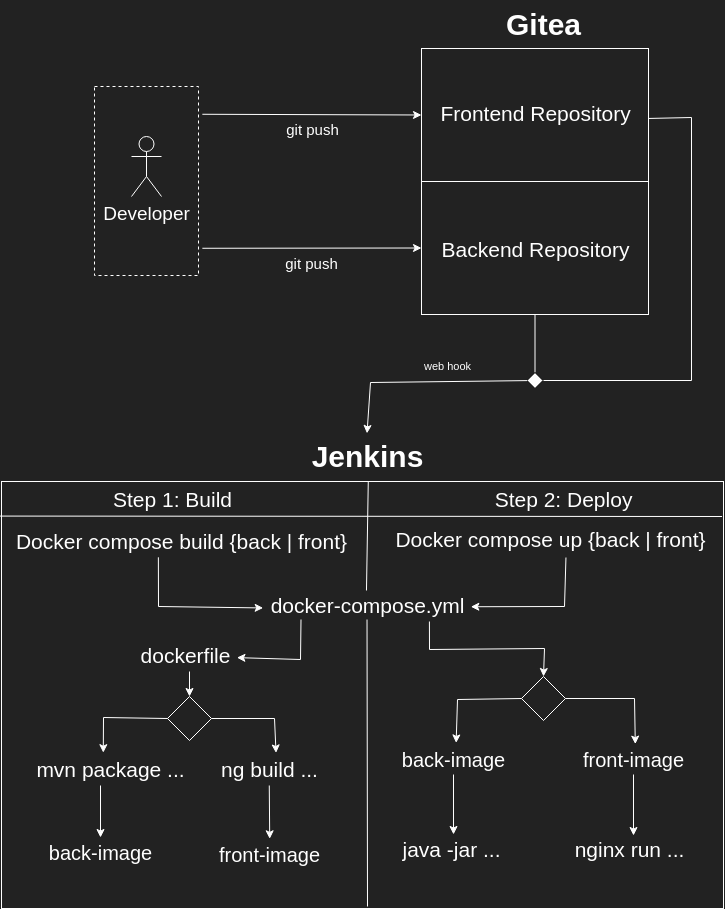 Gitea
Frontend Repository
git push
Developer
Backend Repository
git push
web hook
Jenkins
Step 1: Build
Step 2: Deploy
Docker compose build {back | front}
Docker compose up {back | front}
docker-compose.yml
dockerfile
mvn package ...
ng build ...
back-image
front-image
back-image
front-image
java -jar ...
nginx run ...